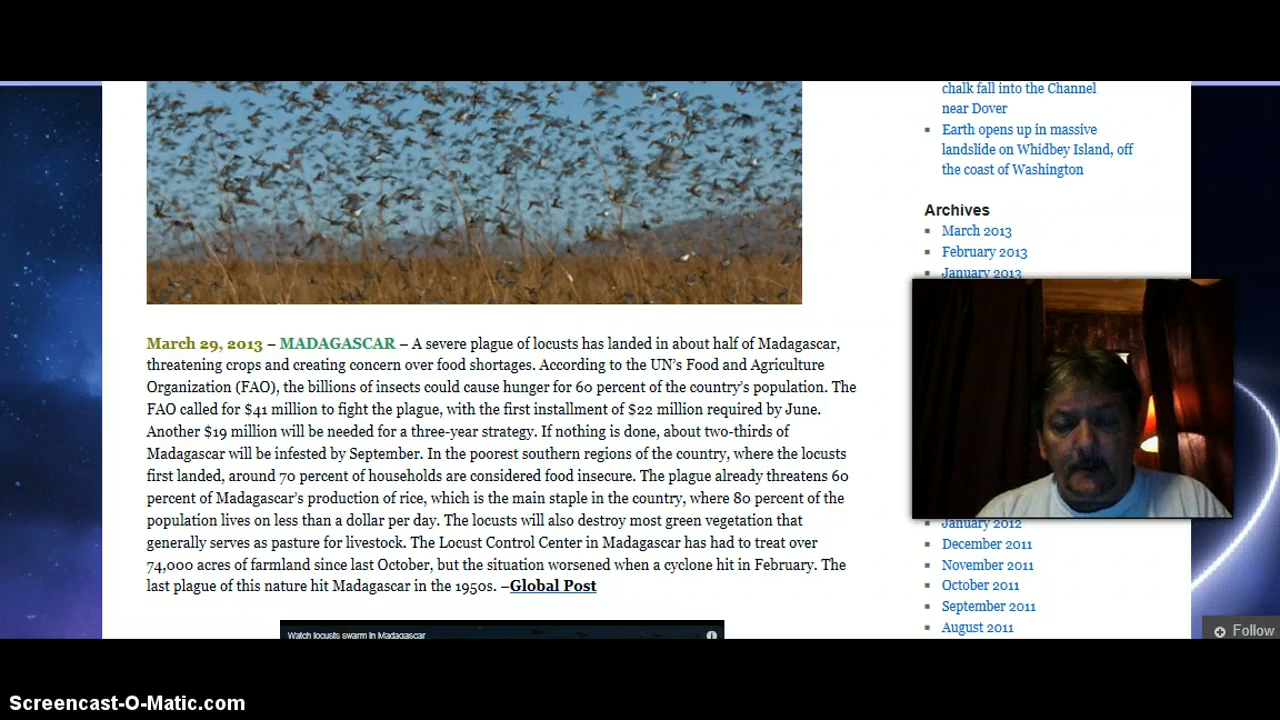 chalk fall into the Channel
near Dover
Earth opens up in massive
landslide on Whidbey Island, off
the coast of Washington
Archives
March 2013
February 2013
January 2013
March 29, 2013 – MADAGASCAR – A severe plague of locusts has landed in about half of Madagascar,
threatening crops and creating concern over food shortages. According to the UN's Food and Agriculture
Organization (FAO), the billions of insects could cause hunger for 60 percent of the country's population. The
FAO called for $41 million to fight the plague, with the first installment of $22 million required by June.
Another $19 million will be needed for a three-year strategy. If nothing is done, about two-thirds of
Madagascar will be infested by September. In the poorest southern regions of the country, where the locusts
first landed, around 70 percent of households are considered food insecure. The plague already threatens 60
percent of Madagascar's production of rice, which is the main staple in the country, where 80 percent of the
population lives on less than a dollar per day. The locusts will also destroy most green vegetation that
generally serves as pasture for livestock. The Locust Control Center in Madagascar has had to treat over
74,000 acres of farmland since last October, but the situation worsened when a cyclone hit in February. The
last plague of this nature hit Madagascar in the 1950s. –Global Post
January 2012
December 2011
November 2011
October 2011
September 2011
August 2011
Watch locusts swarm in Madagascar
Follow
Screencast-O-Matic.com